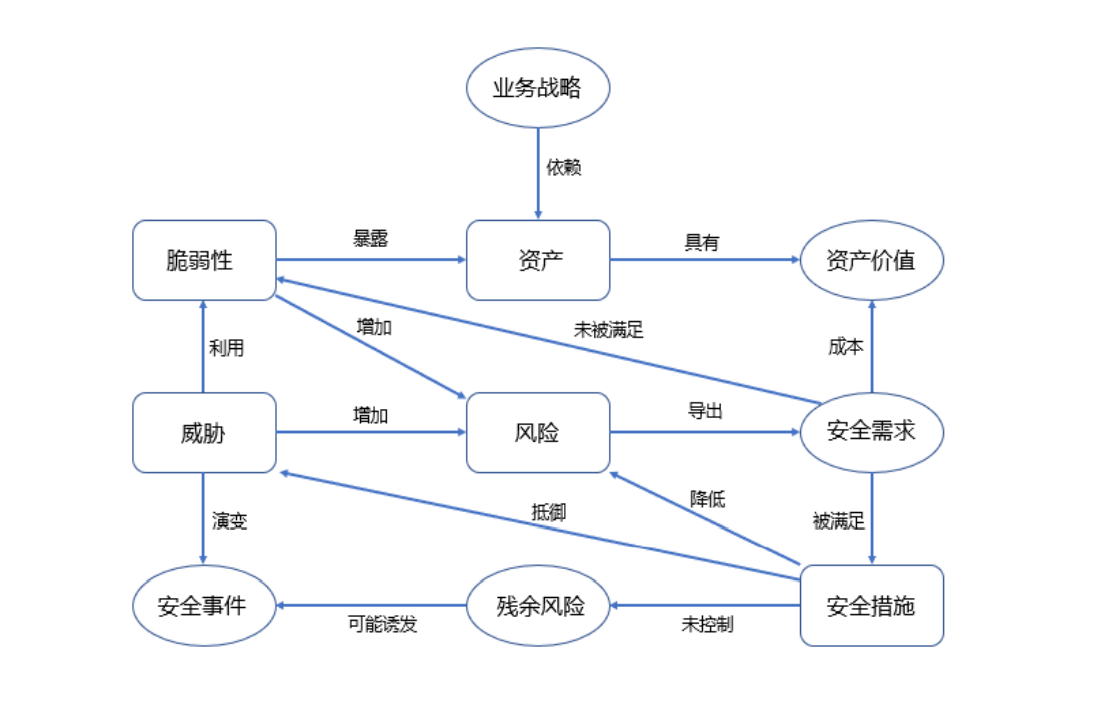 业务战略
依赖
脆弱性
暴露
资产
具有
资产价值
增加
未被满足
利用
成本
威胁
增加
风险
导出
安全需求
演变
抵御
降低
被满足
安全事件
可能诱发
残余风险
未控制
安全措施